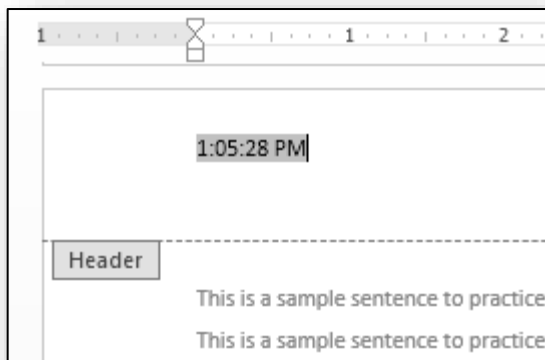 1 1 2
1:05:28 PM
Header
This is a sample sentence to practice
This is a sample sentence to practice